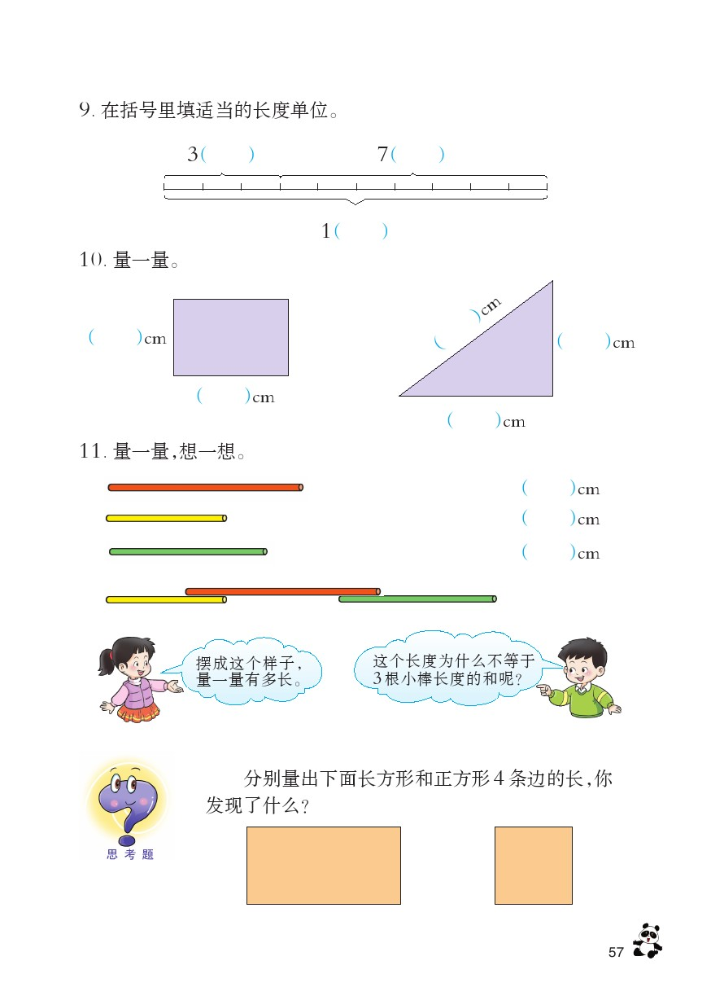 9. 在括号里填适当的长度单位。
3(      ) 7(      )
1(      )
10. 量一量。
(      )cm
(      )cm
(      )cm
(      )cm
(      )cm
11. 量一量,想一想。
(      )cm
(      )cm
(      )cm
摆成这个样子,
量一量有多长。
这个长度为什么不等于
3根小棒长度的和呢?
分别量出下面长方形和正方形4条边的长,你
发现了什么?
思考题
57